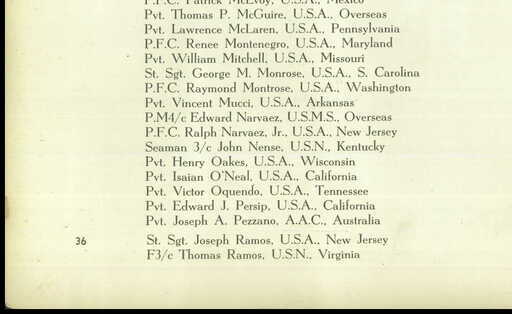 P.F.C. Patrick McEvoy, U.S.A., Mexico
Pvt. Thomas P. McGuire, U.S.A., Overseas
Pvt. Lawrence McLaren, U.S.A., Pennsylvania
P.F.C. Renee Montenegro, U.S.A., Maryland
Pvt. William Mitchell, U.S.A., Missouri
St. Sgt. George M. Monrose, U.S.A., S. Carolina
P.F.C. Raymond Montrose, U.S.A., Washington
Pvt. Vincent Mucci, U.S.A., Arkansas
P.M4/c Edward Narvaez, U.S.M.S., Overseas
P.F.C. Ralph Narvaez, Jr., U.S.A., New Jersey
Seaman 3/c John Nense, U.S.N., Kentucky
Pvt. Henry Oakes, U.S.A., Wisconsin
Pvt. Isaian O'Neal, U.S.A., California
Pvt. Victor Oquendo, U.S.A., Tennessee
Pvt. Edward J. Persip, U.S.A., California
Pvt. Joseph A. Pezzano, A.A.C., Australia
36 St. Sgt. Joseph Ramos, U.S.A., New Jersey
F3/c Thomas Ramos, U.S.N., Virginia